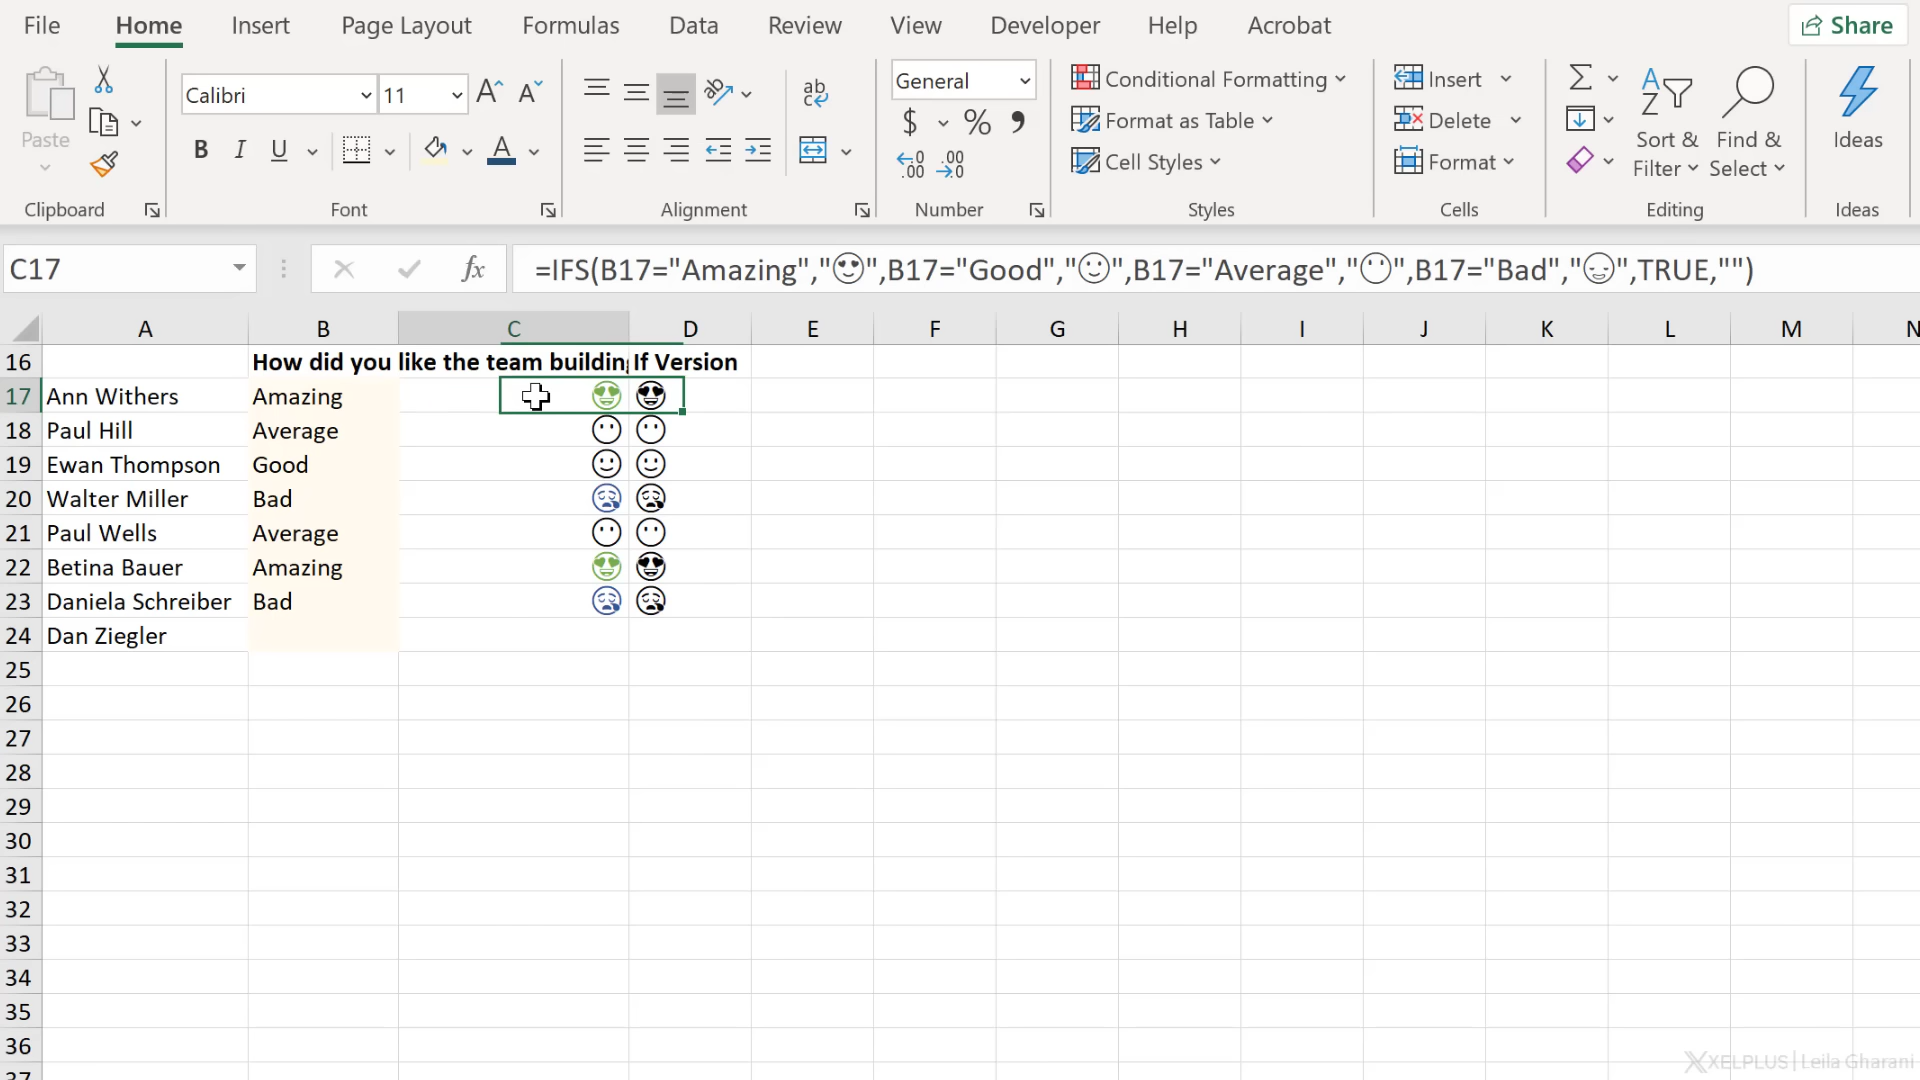 File Home Insert Page Layout Formulas Data Review View Developer Help Acrobat Share
Calibri 11 General Conditional Formatting Insert
Paste Format as Table Delete Sort & Find & Ideas
B I U Cell Styles Format Filter Select
Clipboard Font Alignment Number Styles Cells Editing Ideas
C17 fx =IFS(B17="Amazing","😍",B17="Good","🙂",B17="Average","😶",B17="Bad","😪",TRUE,"")
A B C D E F G H I J K L M N
16 How did you like the team building If Version
17 Ann Withers Amazing 😍 😍
18 Paul Hill Average 😶 😶
19 Ewan Thompson Good 🙂 🙂
20 Walter Miller Bad 😪 😪
21 Paul Wells Average 😶 😶
22 Betina Bauer Amazing 😍 😍
23 Daniela Schreiber Bad 😪 😪
24 Dan Ziegler
25
26
27
28
29
30
31
32
33
34
35
36
37
XELPLUS | Leila Gharani